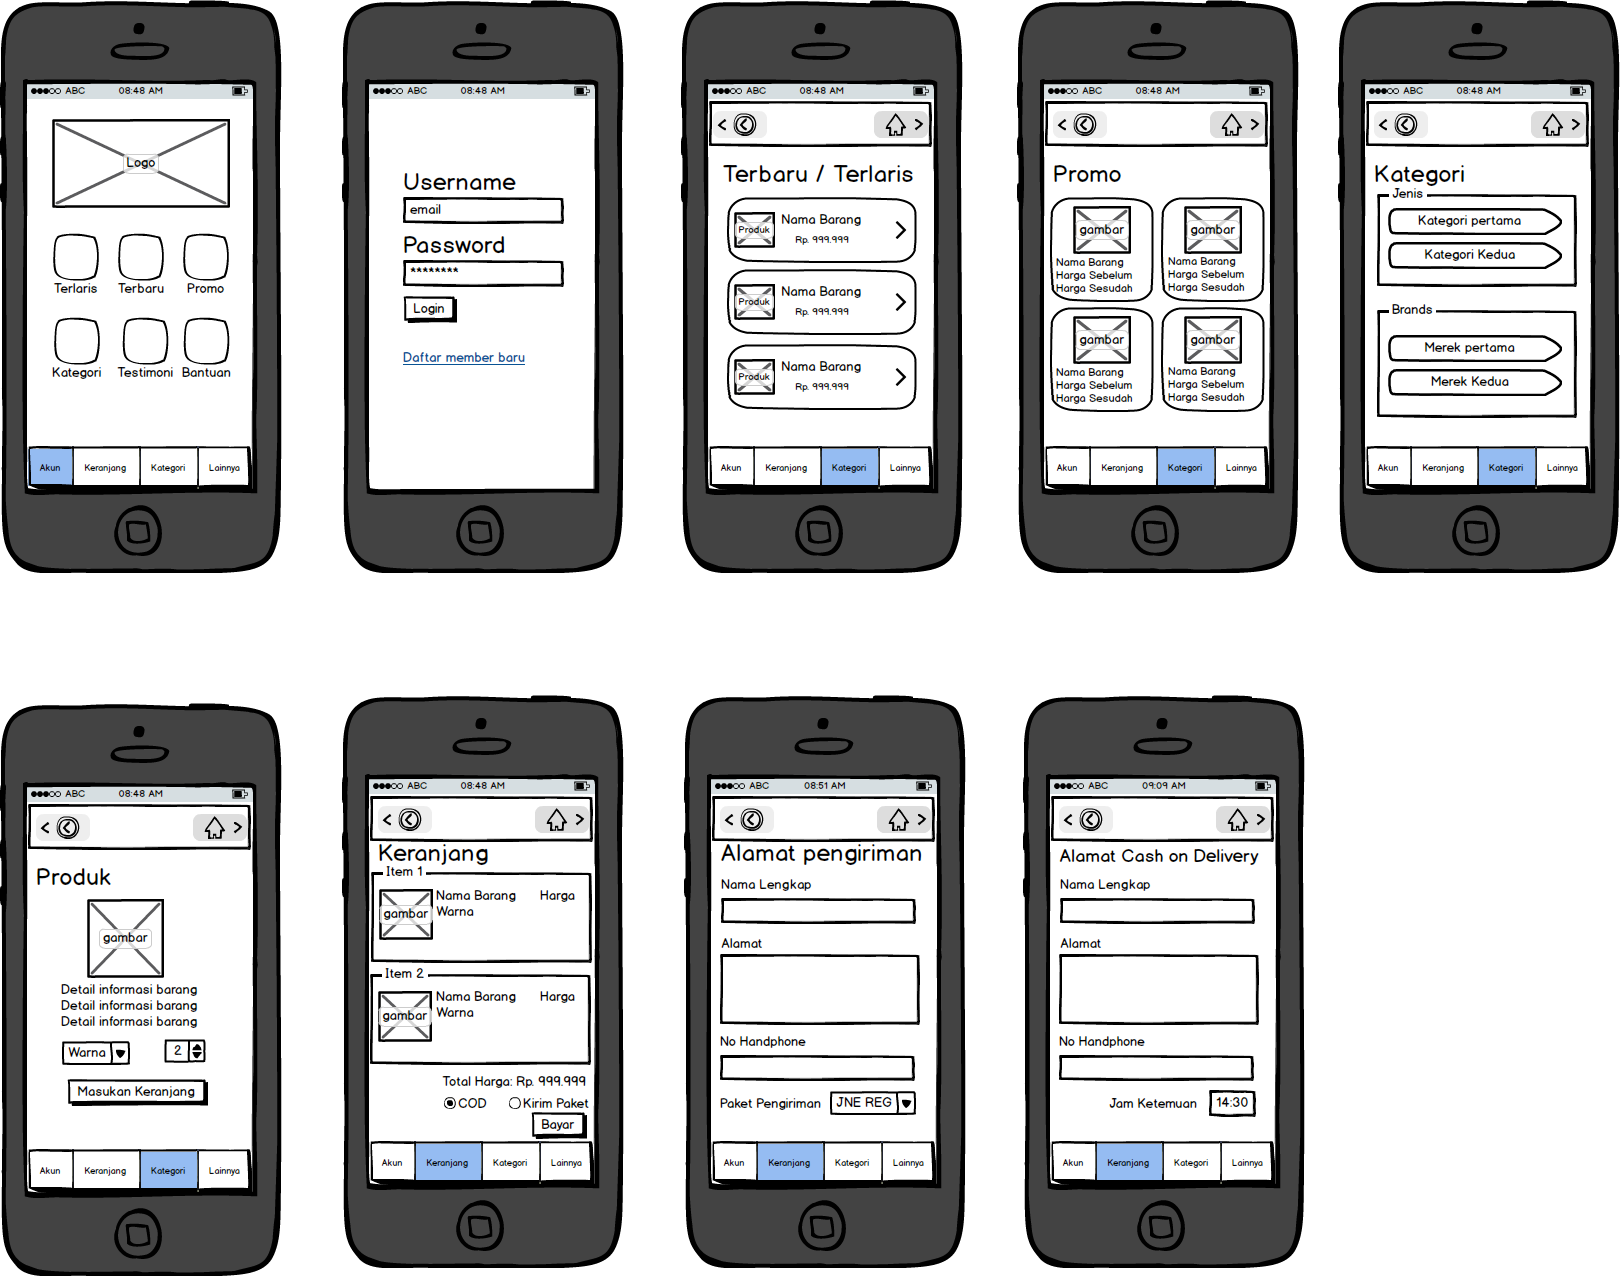 ABC 08:48 AM
Logo
Terlaris Terbaru Promo
Kategori Testimoni Bantuan
Akun Keranjang Kategori Lainnya
ABC 08:48 AM
Username
email
Password
********
Login
Daftar member baru
ABC 08:48 AM
Terbaru / Terlaris
Produk Nama Barang
Rp. 999.999
Produk Nama Barang
Rp. 999.999
Produk Nama Barang
Rp. 999.999
Akun Keranjang Kategori Lainnya
ABC 08:48 AM
Promo
gambar gambar
Nama Barang Nama Barang
Harga Sebelum Harga Sebelum
Harga Sesudah Harga Sesudah
gambar gambar
Nama Barang Nama Barang
Harga Sebelum Harga Sebelum
Harga Sesudah Harga Sesudah
Akun Keranjang Kategori Lainnya
ABC 08:48 AM
Kategori
Jenis
Kategori pertama
Kategori Kedua
Brands
Merek pertama
Merek Kedua
Akun Keranjang Kategori Lainnya
ABC 08:48 AM
Produk
gambar
Detail informasi barang
Detail informasi barang
Detail informasi barang
Warna 2
Masukan Keranjang
Akun Keranjang Kategori Lainnya
ABC 08:48 AM
Keranjang
Item 1
gambar Nama Barang Harga
Warna
Item 2
gambar Nama Barang Harga
Warna
Total Harga: Rp. 999.999
COD Kirim Paket
Bayar
Akun Keranjang Kategori Lainnya
ABC 08:51 AM
Alamat pengiriman
Nama Lengkap
Alamat
No Handphone
Paket Pengiriman JNE REG
Akun Keranjang Kategori Lainnya
ABC 09:09 AM
Alamat Cash on Delivery
Nama Lengkap
Alamat
No Handphone
Jam Ketemuan 14:30
Akun Keranjang Kategori Lainnya